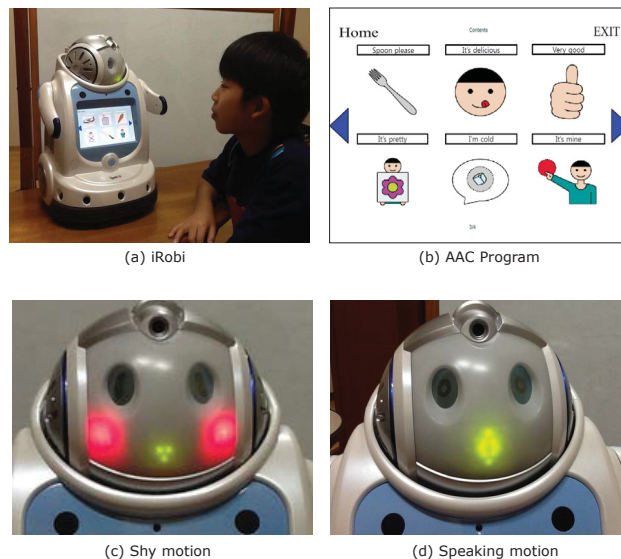 Home
Contents
EXIT
Spoon please
It's delicious
Very good
It's pretty
I'm cold
It's mine
3/4
(a) iRobi
(b) AAC Program
(c) Shy motion
(d) Speaking motion